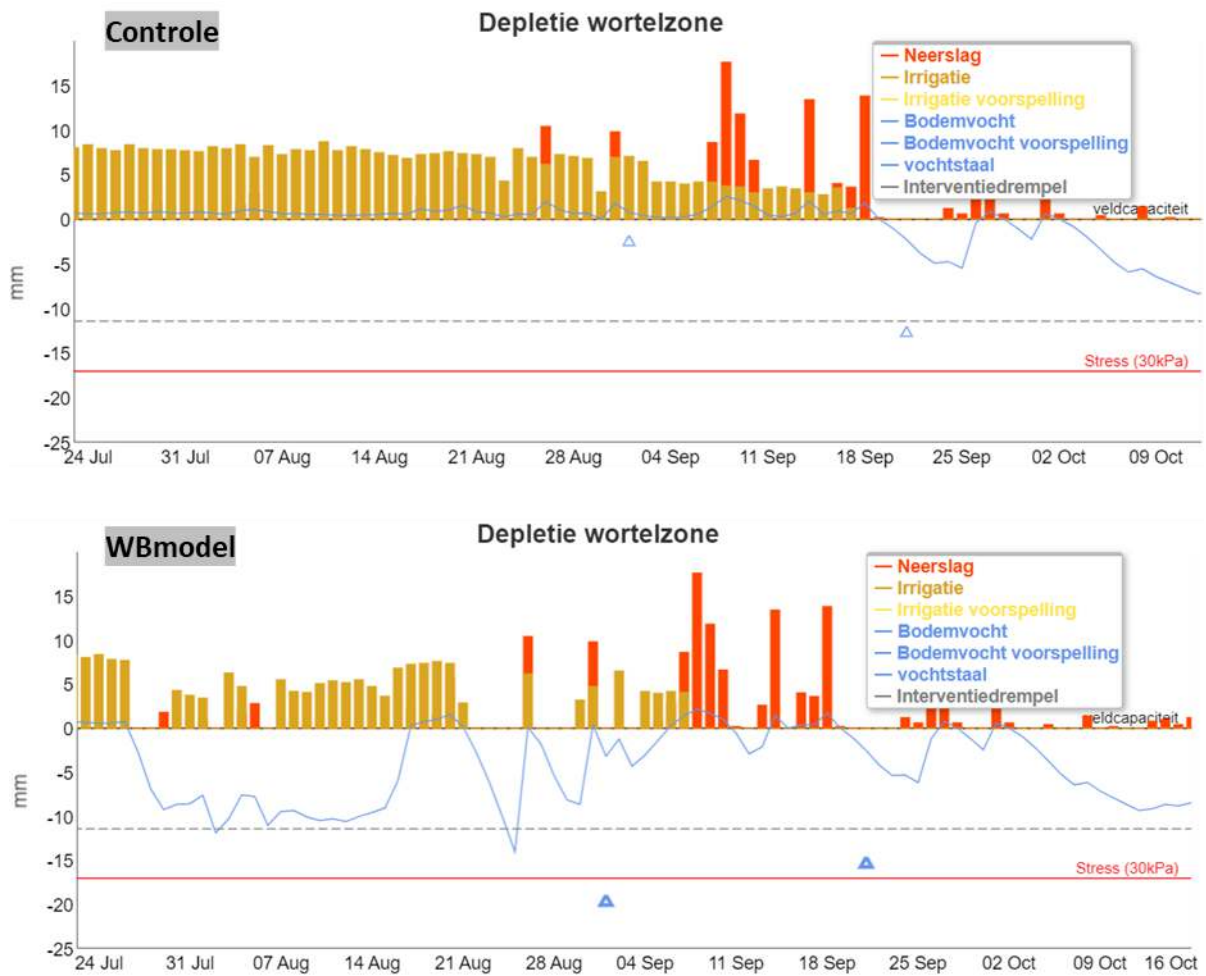 Controle
Depletie wortelzone
Neerslag
Irrigatie
Irrigatie voorspelling
Bodemvocht
Bodemvocht voorspelling
vochtstaal
Interventiedrempel
15
10
5
0
-5
-10
-15
-20
-25
mm
veldcapaciteit
Stress (30kPa)
24 Jul 31 Jul 07 Aug 14 Aug 21 Aug 28 Aug 04 Sep 11 Sep 18 Sep 25 Sep 02 Oct 09 Oct
WBmodel
Depletie wortelzone
Neerslag
Irrigatie
Irrigatie voorspelling
Bodemvocht
Bodemvocht voorspelling
vochtstaal
Interventiedrempel
15
10
5
0
-5
-10
-15
-20
-25
mm
veldcapaciteit
Stress (30kPa)
24 Jul 31 Jul 07 Aug 14 Aug 21 Aug 28 Aug 04 Sep 11 Sep 18 Sep 25 Sep 02 Oct 09 Oct 16 Oct